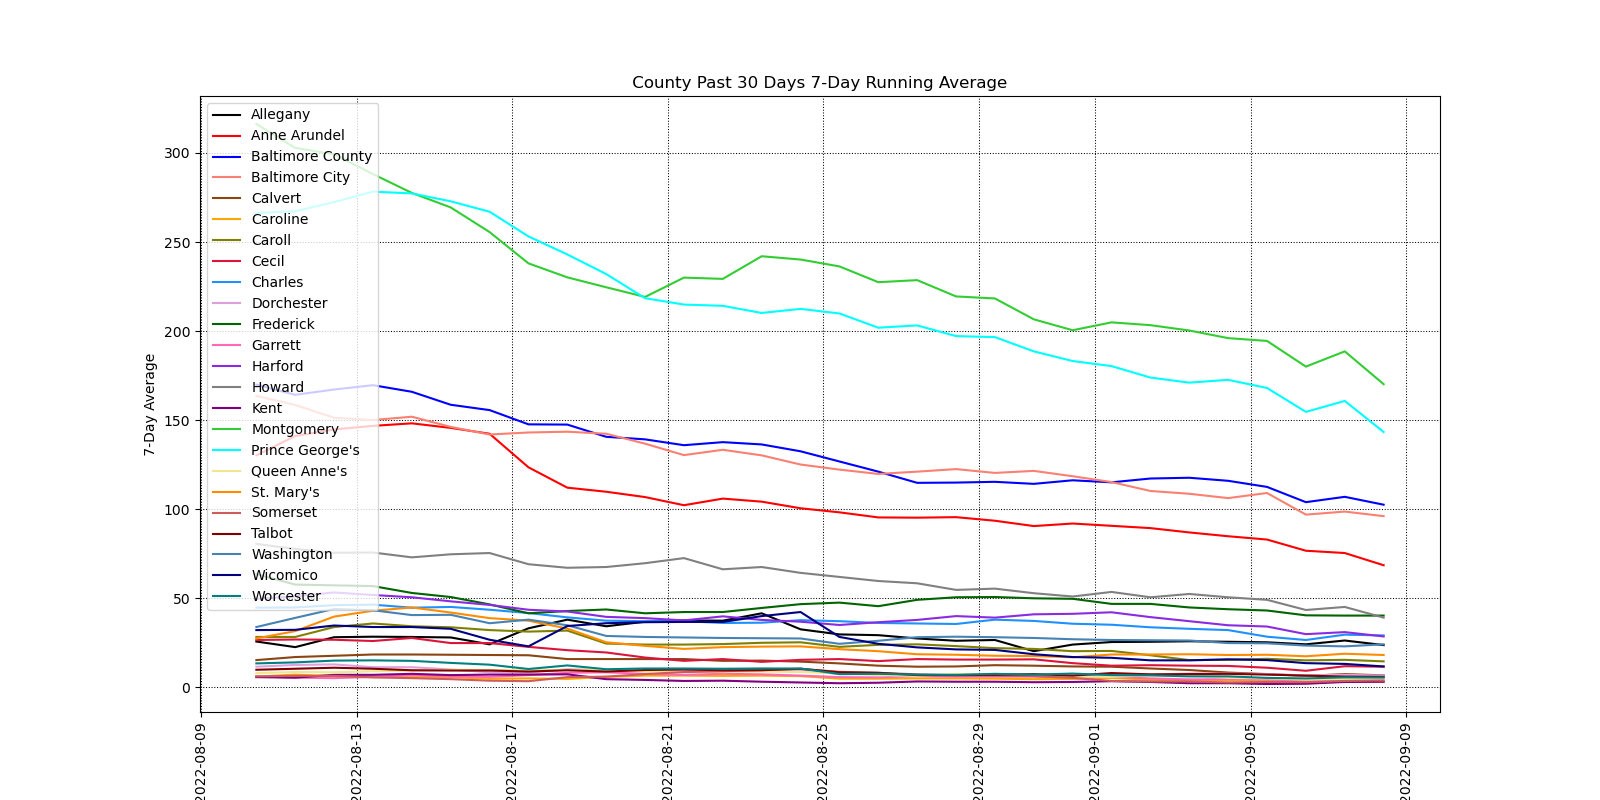 County Past 30 Days 7-Day Running Average
7-Day Average
300
250
200
150
100
50
0
Allegany
Anne Arundel
Baltimore County
Baltimore City
Calvert
Caroline
Caroll
Cecil
Charles
Dorchester
Frederick
Garrett
Harford
Howard
Kent
Montgomery
Prince George's
Queen Anne's
St. Mary's
Somerset
Talbot
Washington
Wicomico
Worcester
2022-08-09
2022-08-13
2022-08-17
2022-08-21
2022-08-25
2022-08-29
2022-09-01
2022-09-05
2022-09-09